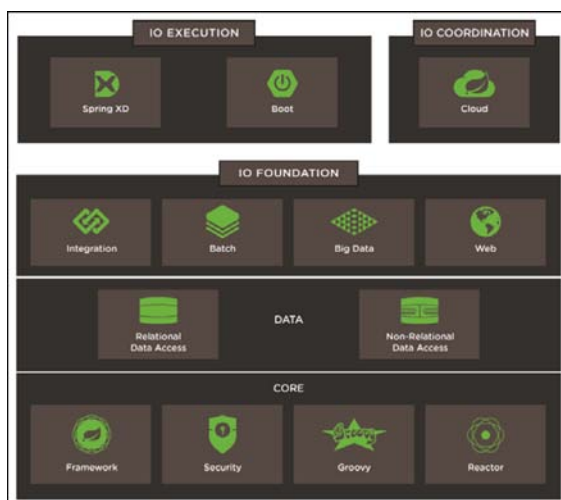 IO EXECUTION
IO COORDINATION
Spring XD
Boot
Cloud
IO FOUNDATION
Integration
Batch
Big Data
Web
DATA
Relational
Data Access
Non-Relational
Data Access
CORE
Groovy
Framework
Security
Groovy
Reactor